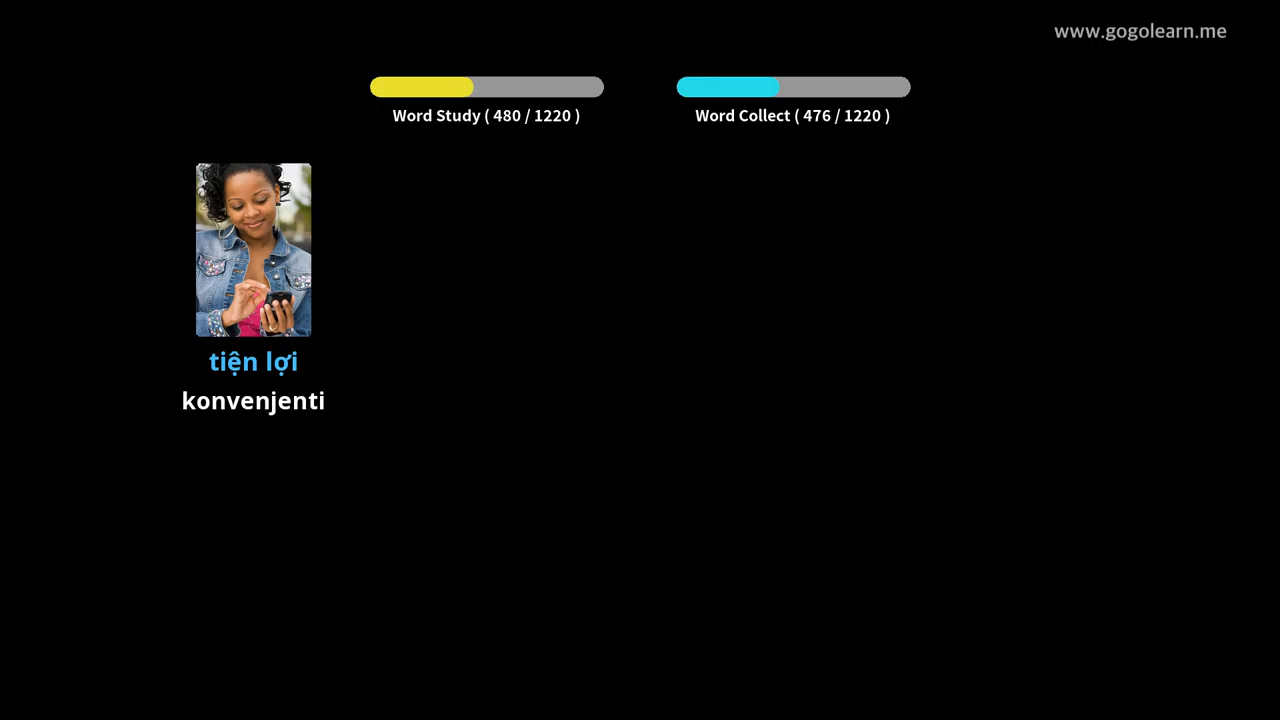 www.gogolearn.me
Word Study ( 480 / 1220 )
Word Collect ( 476 / 1220 )
tiện lợi
konvenjenti